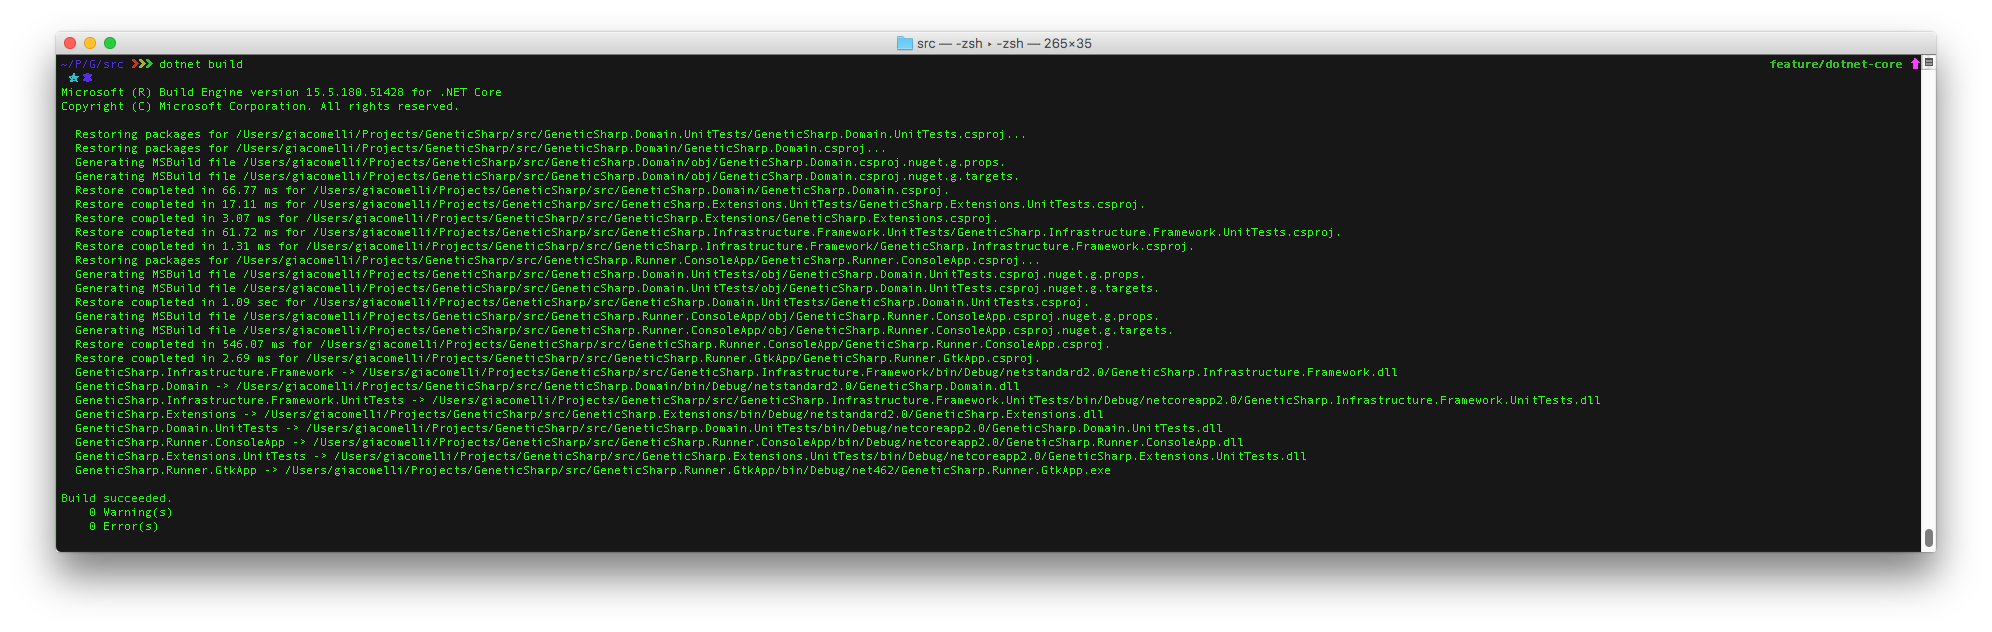 src — -zsh ▸ -zsh — 265×35
~/P/G/src ❯❯❯ dotnet build feature/dotnet-core
Microsoft (R) Build Engine version 15.5.180.51428 for .NET Core
Copyright (C) Microsoft Corporation. All rights reserved.
Restoring packages for /Users/giacomelli/Projects/GeneticSharp/src/GeneticSharp.Domain.UnitTests/GeneticSharp.Domain.UnitTests.csproj...
Restoring packages for /Users/giacomelli/Projects/GeneticSharp/src/GeneticSharp.Domain/GeneticSharp.Domain.csproj...
Generating MSBuild file /Users/giacomelli/Projects/GeneticSharp/src/GeneticSharp.Domain/obj/GeneticSharp.Domain.csproj.nuget.g.props.
Generating MSBuild file /Users/giacomelli/Projects/GeneticSharp/src/GeneticSharp.Domain/obj/GeneticSharp.Domain.csproj.nuget.g.targets.
Restore completed in 66.77 ms for /Users/giacomelli/Projects/GeneticSharp/src/GeneticSharp.Domain/GeneticSharp.Domain.csproj.
Restore completed in 17.11 ms for /Users/giacomelli/Projects/GeneticSharp/src/GeneticSharp.Extensions.UnitTests/GeneticSharp.Extensions.UnitTests.csproj.
Restore completed in 3.07 ms for /Users/giacomelli/Projects/GeneticSharp/src/GeneticSharp.Extensions/GeneticSharp.Extensions.csproj.
Restore completed in 61.72 ms for /Users/giacomelli/Projects/GeneticSharp/src/GeneticSharp.Infrastructure.Framework.UnitTests/GeneticSharp.Infrastructure.Framework.UnitTests.csproj.
Restore completed in 1.31 ms for /Users/giacomelli/Projects/GeneticSharp/src/GeneticSharp.Infrastructure.Framework/GeneticSharp.Infrastructure.Framework.csproj.
Restoring packages for /Users/giacomelli/Projects/GeneticSharp/src/GeneticSharp.Runner.ConsoleApp/GeneticSharp.Runner.ConsoleApp.csproj...
Generating MSBuild file /Users/giacomelli/Projects/GeneticSharp/src/GeneticSharp.Domain.UnitTests/obj/GeneticSharp.Domain.UnitTests.csproj.nuget.g.props.
Generating MSBuild file /Users/giacomelli/Projects/GeneticSharp/src/GeneticSharp.Domain.UnitTests/obj/GeneticSharp.Domain.UnitTests.csproj.nuget.g.targets.
Restore completed in 1.09 sec for /Users/giacomelli/Projects/GeneticSharp/src/GeneticSharp.Domain.UnitTests/GeneticSharp.Domain.UnitTests.csproj.
Generating MSBuild file /Users/giacomelli/Projects/GeneticSharp/src/GeneticSharp.Runner.ConsoleApp/obj/GeneticSharp.Runner.ConsoleApp.csproj.nuget.g.props.
Generating MSBuild file /Users/giacomelli/Projects/GeneticSharp/src/GeneticSharp.Runner.ConsoleApp/obj/GeneticSharp.Runner.ConsoleApp.csproj.nuget.g.targets.
Restore completed in 546.07 ms for /Users/giacomelli/Projects/GeneticSharp/src/GeneticSharp.Runner.ConsoleApp/GeneticSharp.Runner.ConsoleApp.csproj.
Restore completed in 2.69 ms for /Users/giacomelli/Projects/GeneticSharp/src/GeneticSharp.Runner.GtkApp/GeneticSharp.Runner.GtkApp.csproj.
GeneticSharp.Infrastructure.Framework -> /Users/giacomelli/Projects/GeneticSharp/src/GeneticSharp.Infrastructure.Framework/bin/Debug/netstandard2.0/GeneticSharp.Infrastructure.Framework.dll
GeneticSharp.Domain -> /Users/giacomelli/Projects/GeneticSharp/src/GeneticSharp.Domain/bin/Debug/netstandard2.0/GeneticSharp.Domain.dll
GeneticSharp.Infrastructure.Framework.UnitTests -> /Users/giacomelli/Projects/GeneticSharp/src/GeneticSharp.Infrastructure.Framework.UnitTests/bin/Debug/netcoreapp2.0/GeneticSharp.Infrastructure.Framework.UnitTests.dll
GeneticSharp.Extensions -> /Users/giacomelli/Projects/GeneticSharp/src/GeneticSharp.Extensions/bin/Debug/netstandard2.0/GeneticSharp.Extensions.dll
GeneticSharp.Domain.UnitTests -> /Users/giacomelli/Projects/GeneticSharp/src/GeneticSharp.Domain.UnitTests/bin/Debug/netcoreapp2.0/GeneticSharp.Domain.UnitTests.dll
GeneticSharp.Runner.ConsoleApp -> /Users/giacomelli/Projects/GeneticSharp/src/GeneticSharp.Runner.ConsoleApp/bin/Debug/netcoreapp2.0/GeneticSharp.Runner.ConsoleApp.dll
GeneticSharp.Extensions.UnitTests -> /Users/giacomelli/Projects/GeneticSharp/src/GeneticSharp.Extensions.UnitTests/bin/Debug/netcoreapp2.0/GeneticSharp.Extensions.UnitTests.dll
GeneticSharp.Runner.GtkApp -> /Users/giacomelli/Projects/GeneticSharp/src/GeneticSharp.Runner.GtkApp/bin/Debug/net462/GeneticSharp.Runner.GtkApp.exe
Build succeeded.
0 Warning(s)
0 Error(s)